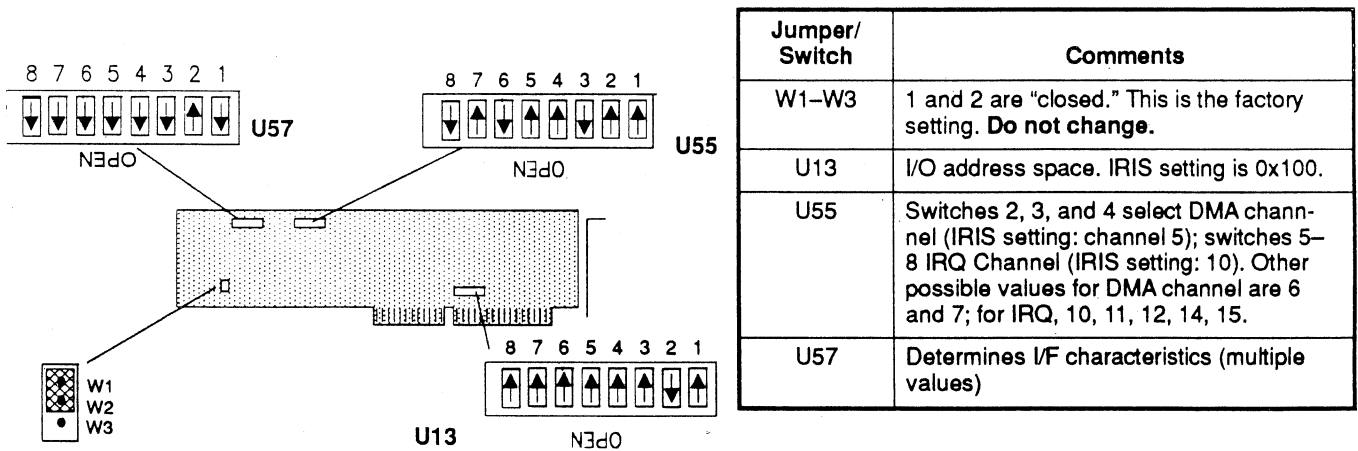 8 7 6 5 4 3 2 1
U57
OPEN
8 7 6 5 4 3 2 1
U55
OPEN
W1
W2
W3
8 7 6 5 4 3 2 1
U13
OPEN
Jumper/
Switch
Comments
W1–W3
1 and 2 are “closed.” This is the factory
setting. Do not change.
U13
I/O address space. IRIS setting is 0x100.
U55
Switches 2, 3, and 4 select DMA chann-
nel (IRIS setting: channel 5); switches 5–
8 IRQ Channel (IRIS setting: 10). Other
possible values for DMA channel are 6
and 7; for IRQ, 10, 11, 12, 14, 15.
U57
Determines I/F characteristics (multiple
values)